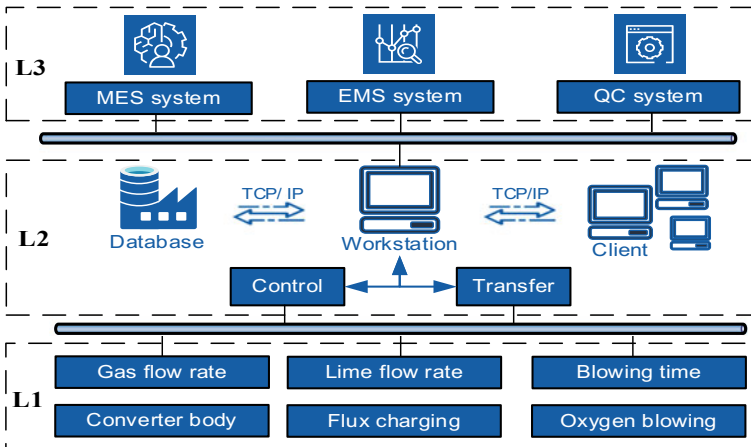 L3
MES system
EMS system
QC system
L2
TCP/ IP
TCP/IP
Database
Workstation
Client
Control
Transfer
L1
Gas flow rate
Lime flow rate
Blowing time
Converter body
Flux charging
Oxygen blowing